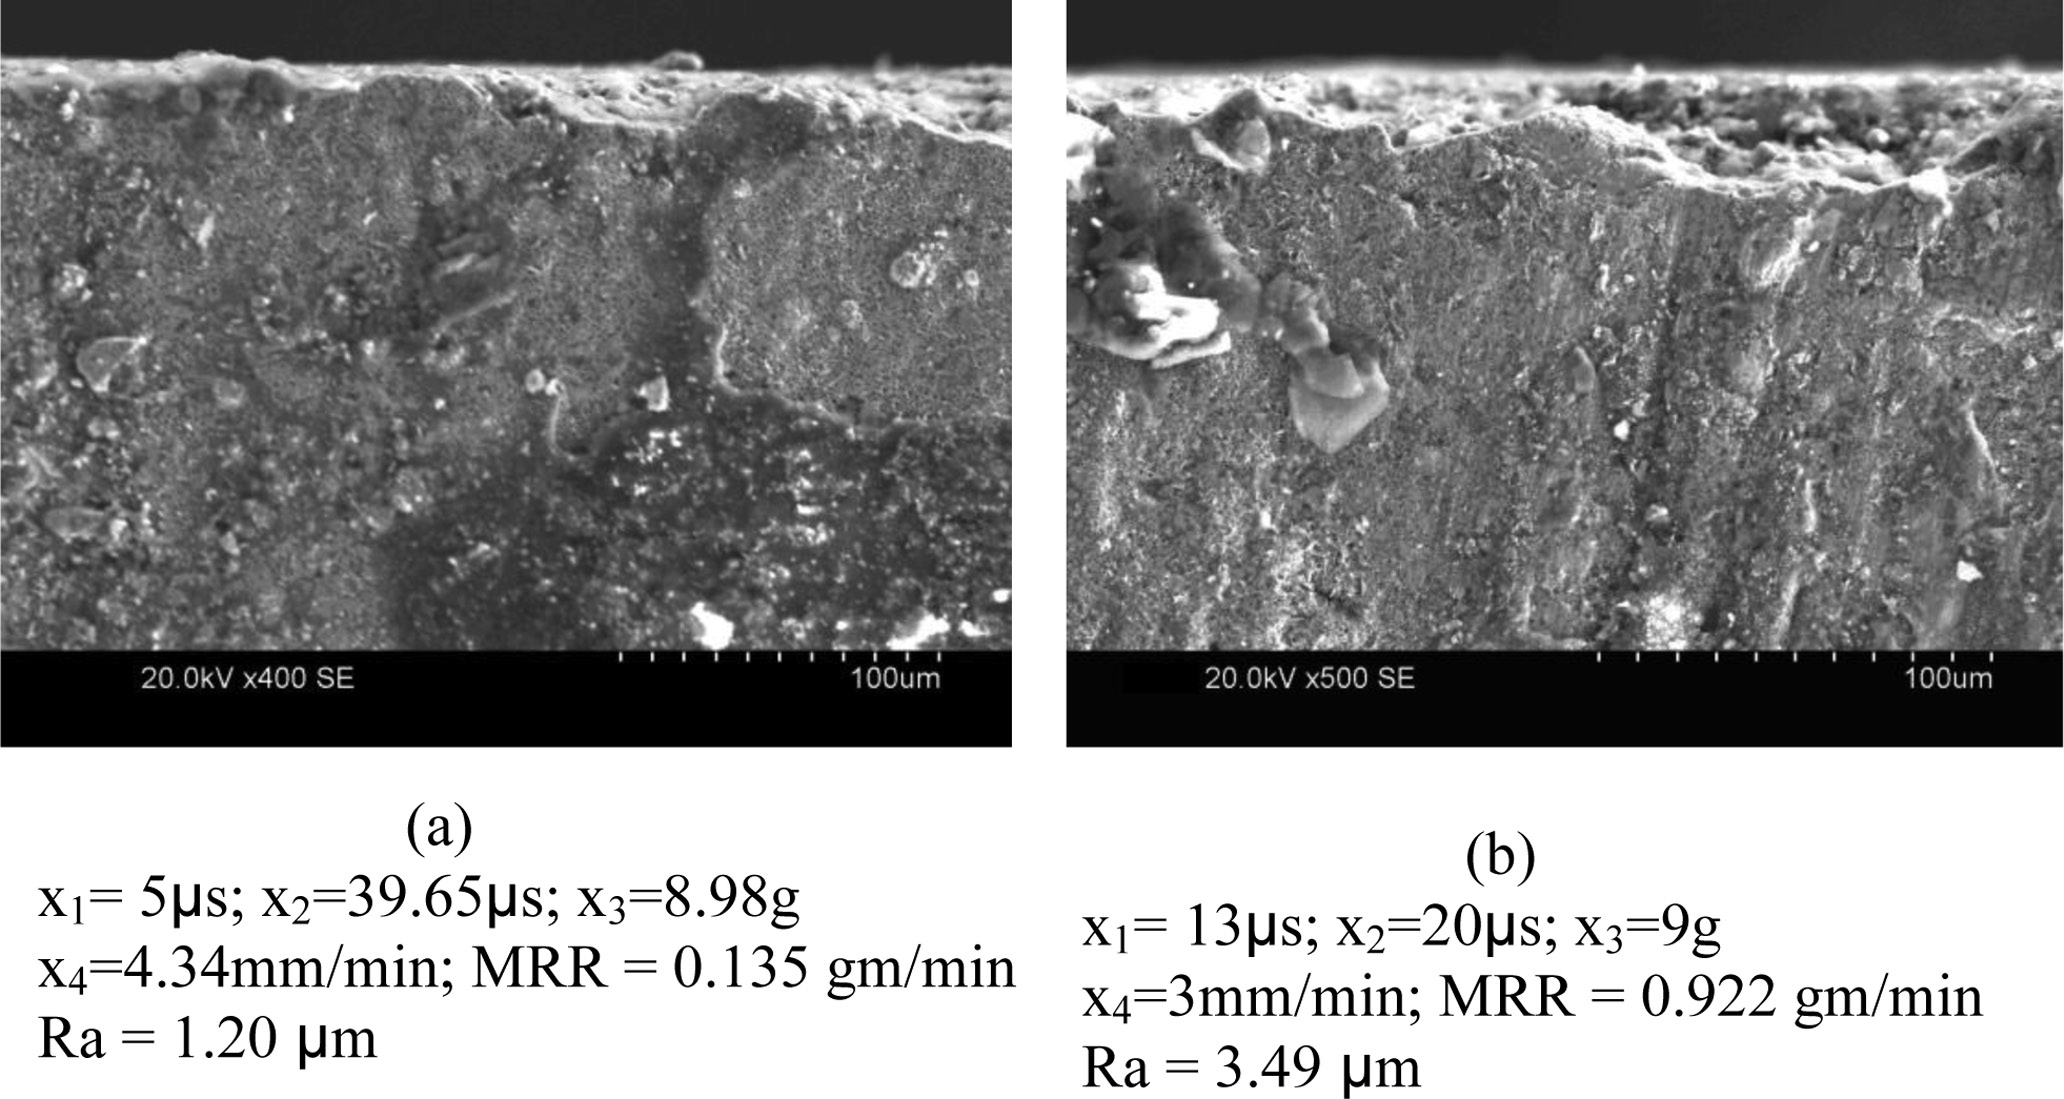 20.0kV x400 SE 100um
20.0kV x500 SE 100um
(a)
x₁= 5μs; x₂=39.65μs; x₃=8.98g
x₄=4.34mm/min; MRR = 0.135 gm/min
Ra = 1.20 μm
(b)
x₁= 13μs; x₂=20μs; x₃=9g
x₄=3mm/min; MRR = 0.922 gm/min
Ra = 3.49 μm